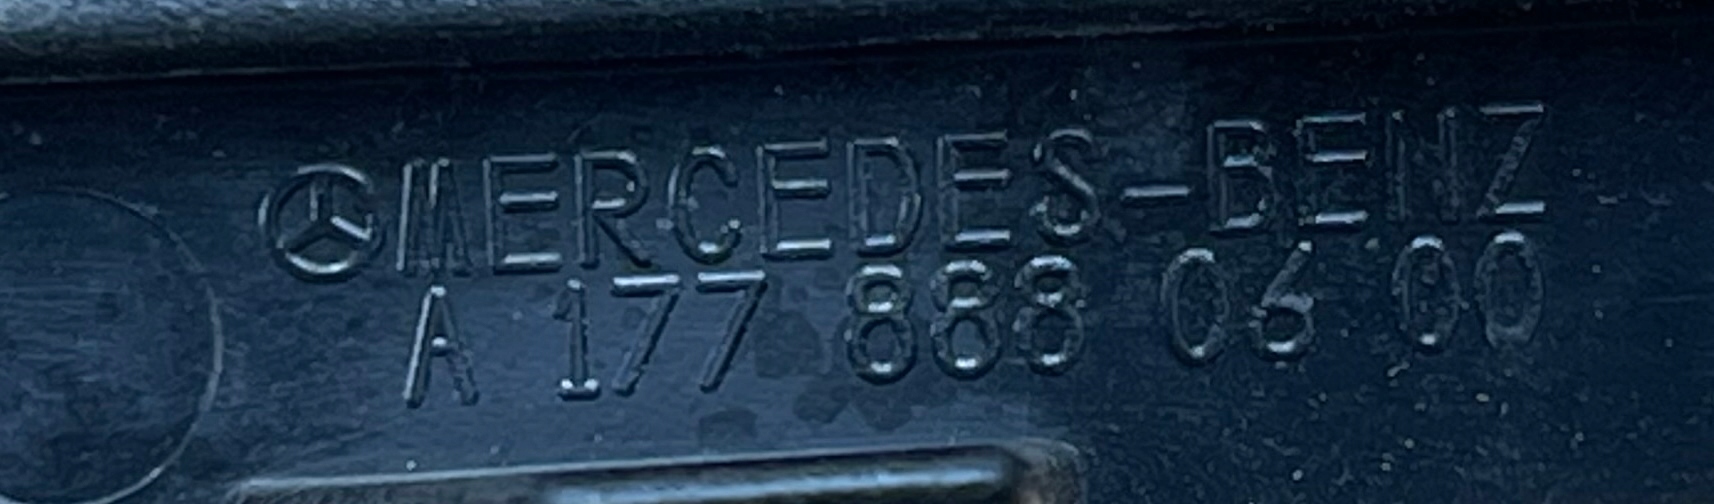 MERCEDES-BENZ
A 177 888 06 00